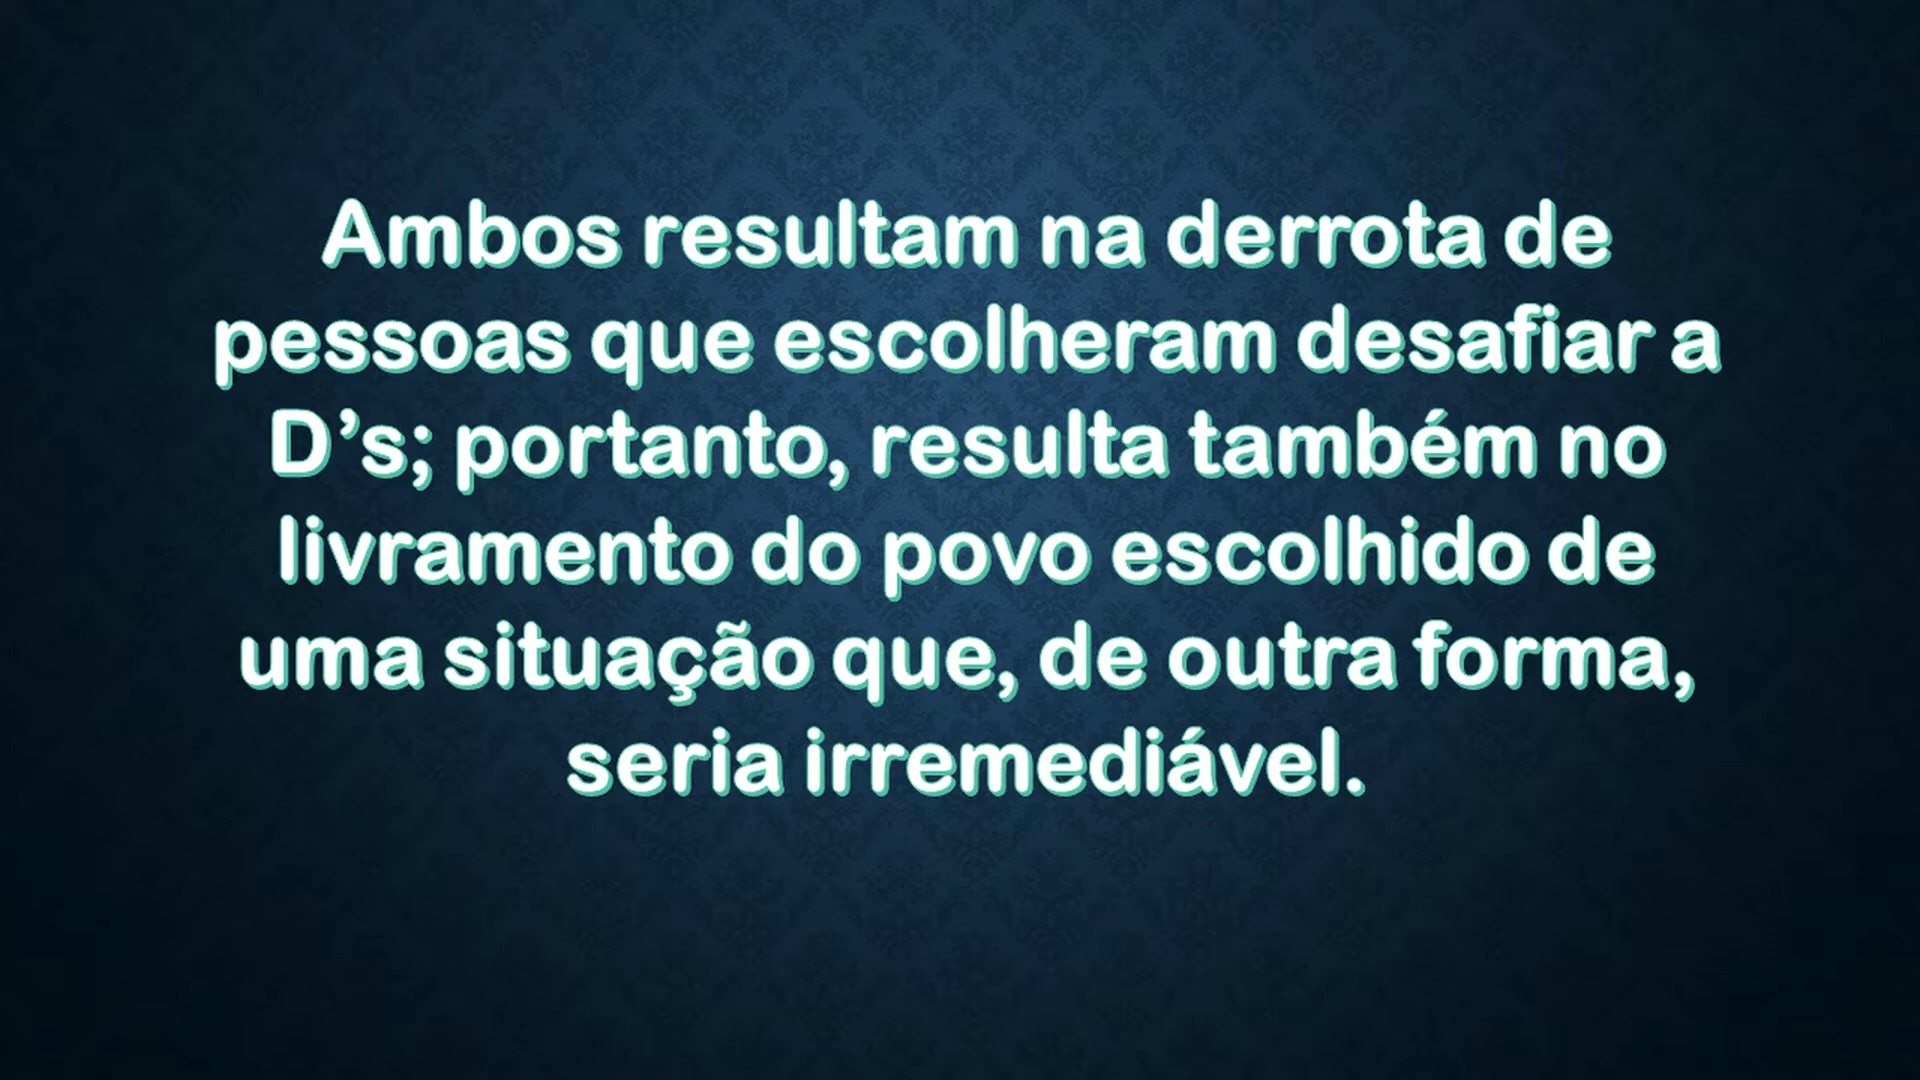 Ambos resultam na derrota de
pessoas que escolheram desafiar a
D’s; portanto, resulta também no
livramento do povo escolhido de
uma situação que, de outra forma,
seria irremediável.